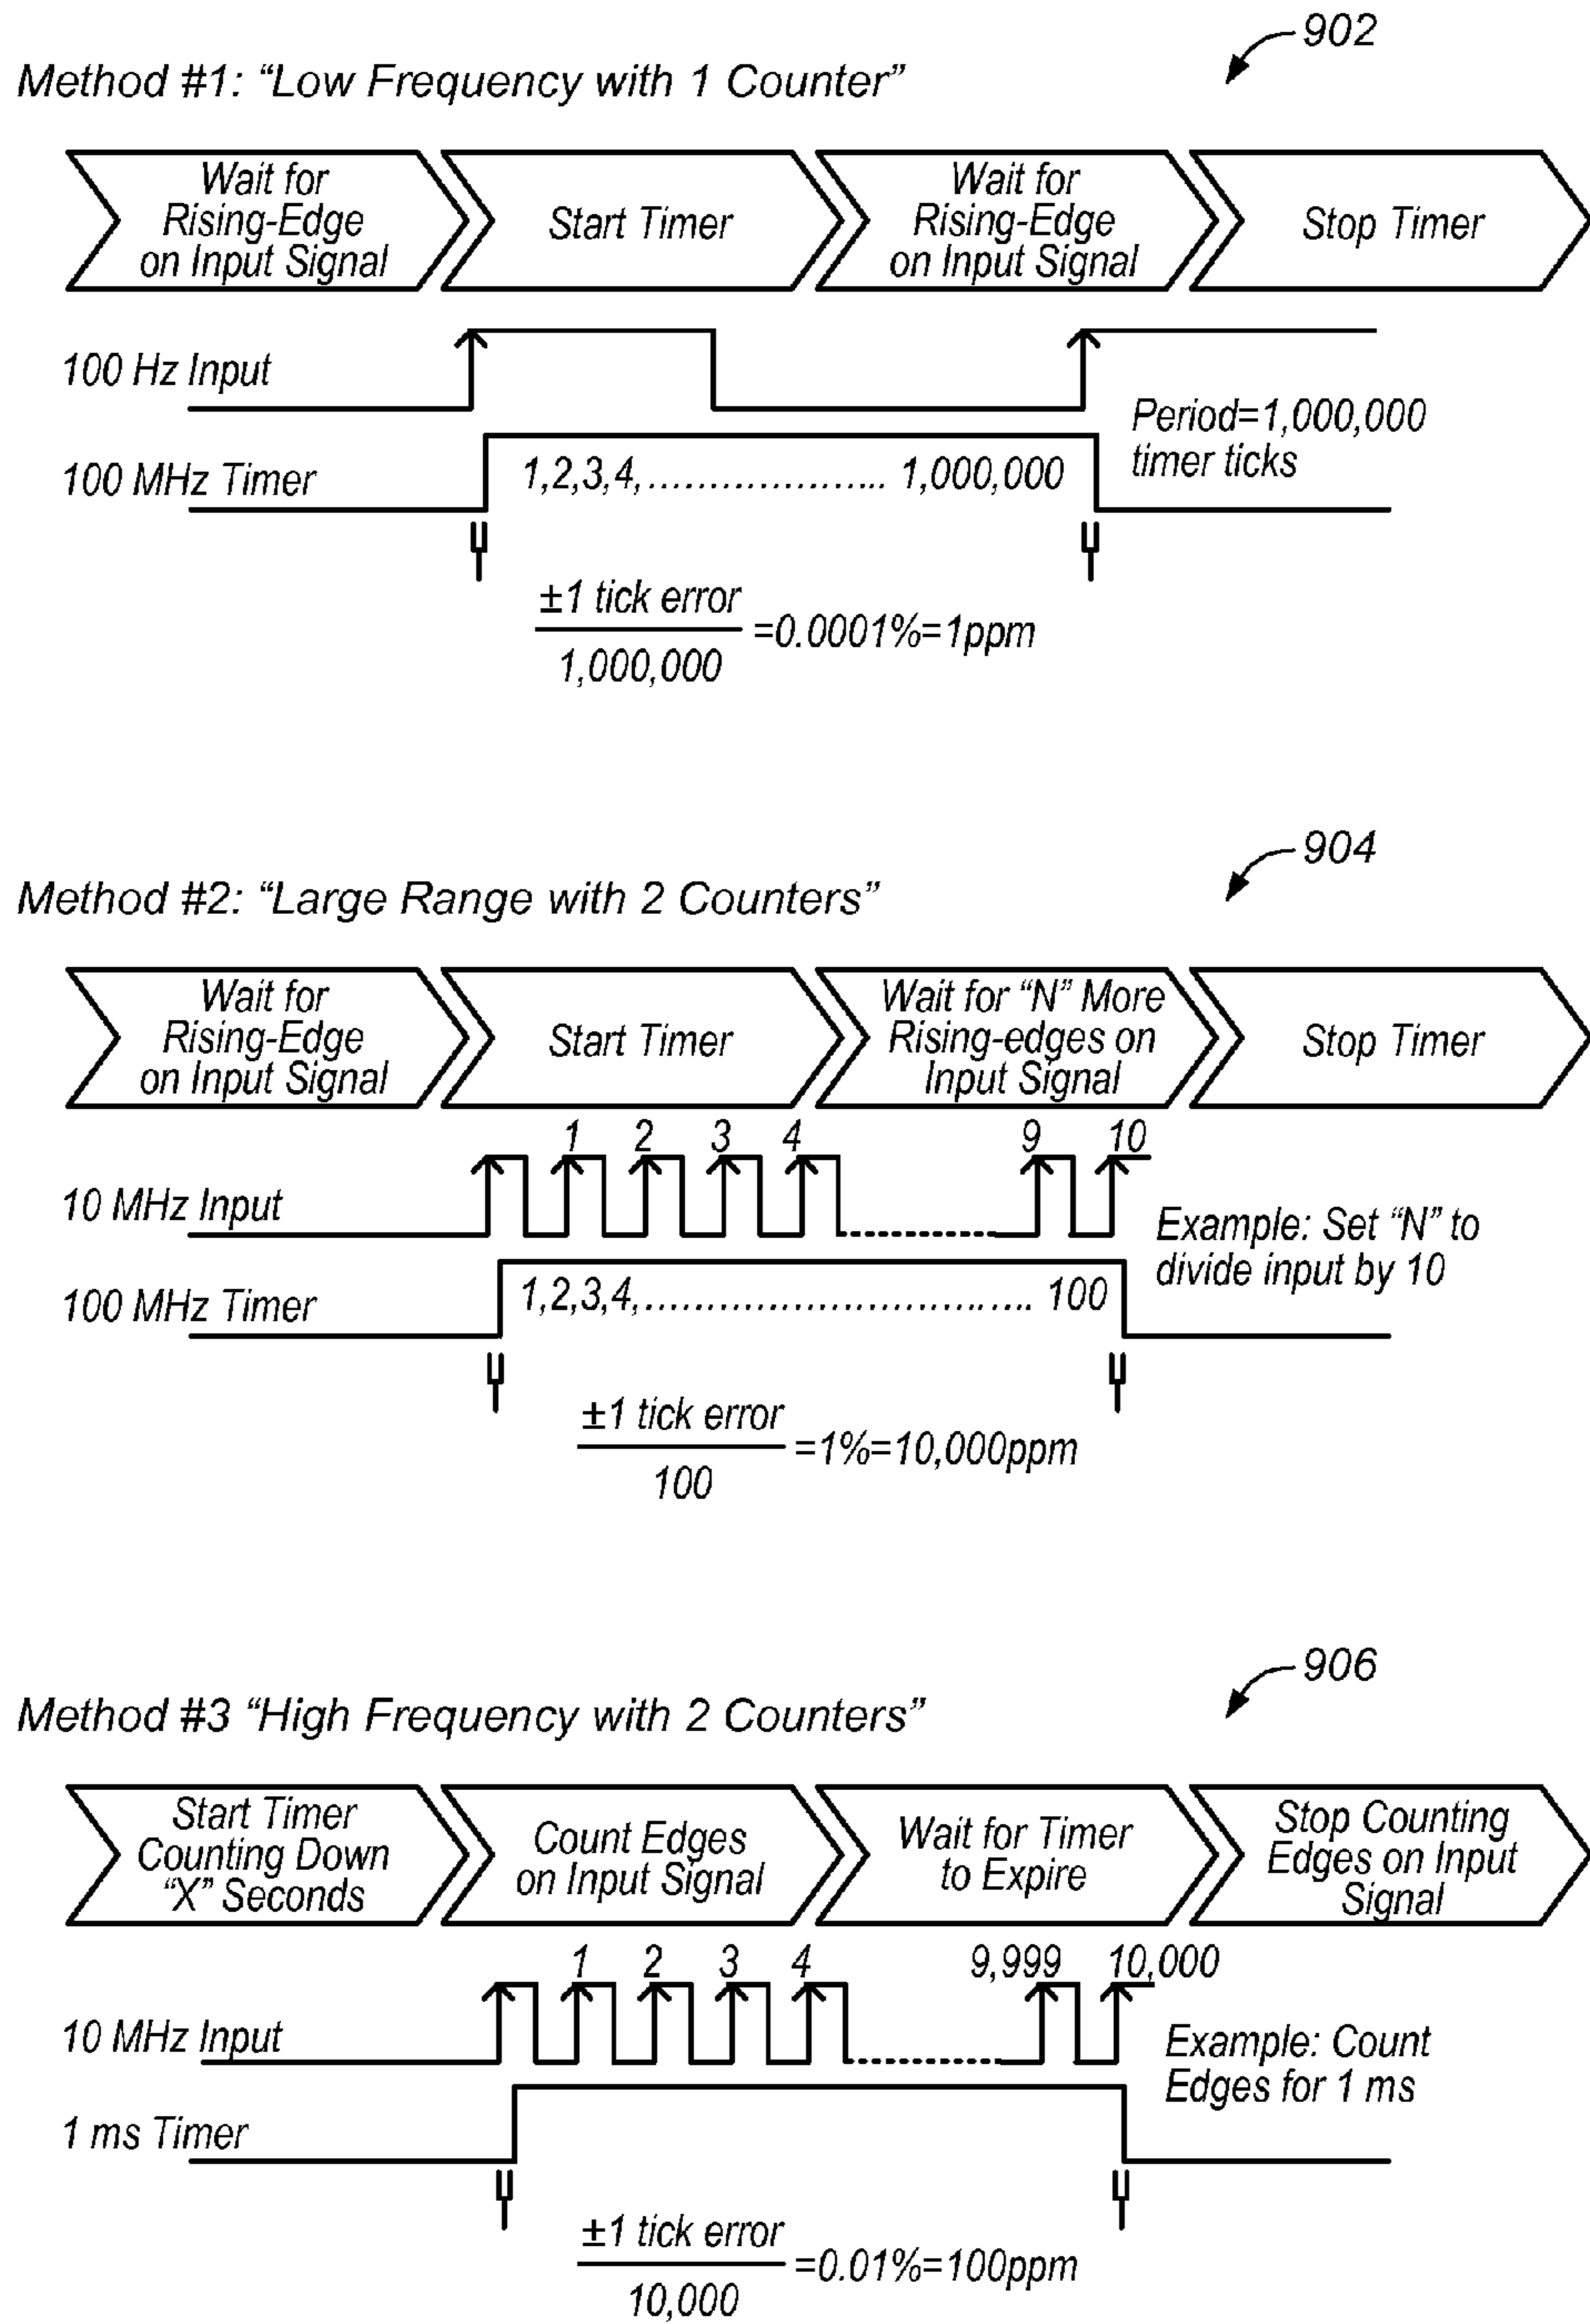 902
Method #1: “Low Frequency with 1 Counter”
Wait for
Rising-Edge
on Input Signal
Start Timer
Wait for
Rising-Edge
on Input Signal
Stop Timer
100 Hz Input
Period=1,000,000
timer ticks
100 MHz Timer
1,2,3,4,.................... 1,000,000
±1 tick error
1,000,000
=0.0001%=1ppm
904
Method #2: “Large Range with 2 Counters”
Wait for
Rising-Edge
on Input Signal
Start Timer
Wait for “N” More
Rising-edges on
Input Signal
Stop Timer
1 2 3 4 9 10
10 MHz Input
Example: Set “N” to
divide input by 10
100 MHz Timer
1,2,3,4,................................ 100
±1 tick error
100
=1%=10,000ppm
906
Method #3 “High Frequency with 2 Counters”
Start Timer
Counting Down
“X” Seconds
Count Edges
on Input Signal
Wait for Timer
to Expire
Stop Counting
Edges on Input
Signal
1 2 3 4 9,999 10,000
10 MHz Input
Example: Count
Edges for 1 ms
1 ms Timer
±1 tick error
10,000
=0.01%=100ppm